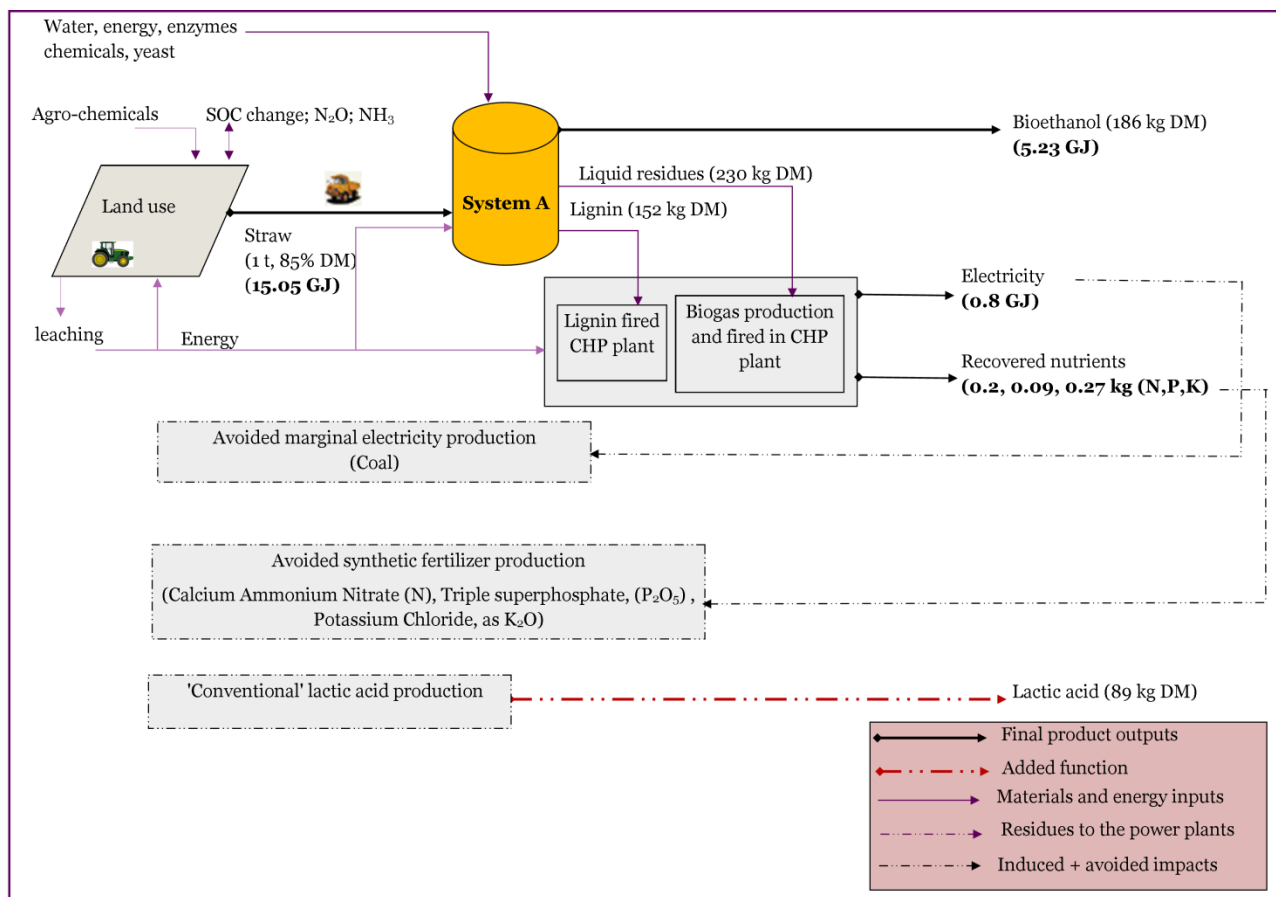 Water, energy, enzymes
chemicals, yeast
Agro-chemicals
SOC change; N₂O; NH₃
Bioethanol (186 kg DM)
(5.23 GJ)
Liquid residues (230 kg DM)
Land use
System A
Lignin (152 kg DM)
Straw
(1 t, 85% DM)
(15.05 GJ)
Electricity
(0.8 GJ)
Lignin fired
CHP plant
Biogas production
and fired in CHP
plant
leaching
Energy
Recovered nutrients
(0.2, 0.09, 0.27 kg (N,P,K)
Avoided marginal electricity production
(Coal)
Avoided synthetic fertilizer production
(Calcium Ammonium Nitrate (N), Triple superphosphate, (P₂O₅) ,
Potassium Chloride, as K₂O)
'Conventional' lactic acid production
Lactic acid (89 kg DM)
Final product outputs
Added function
Materials and energy inputs
Residues to the power plants
Induced + avoided impacts